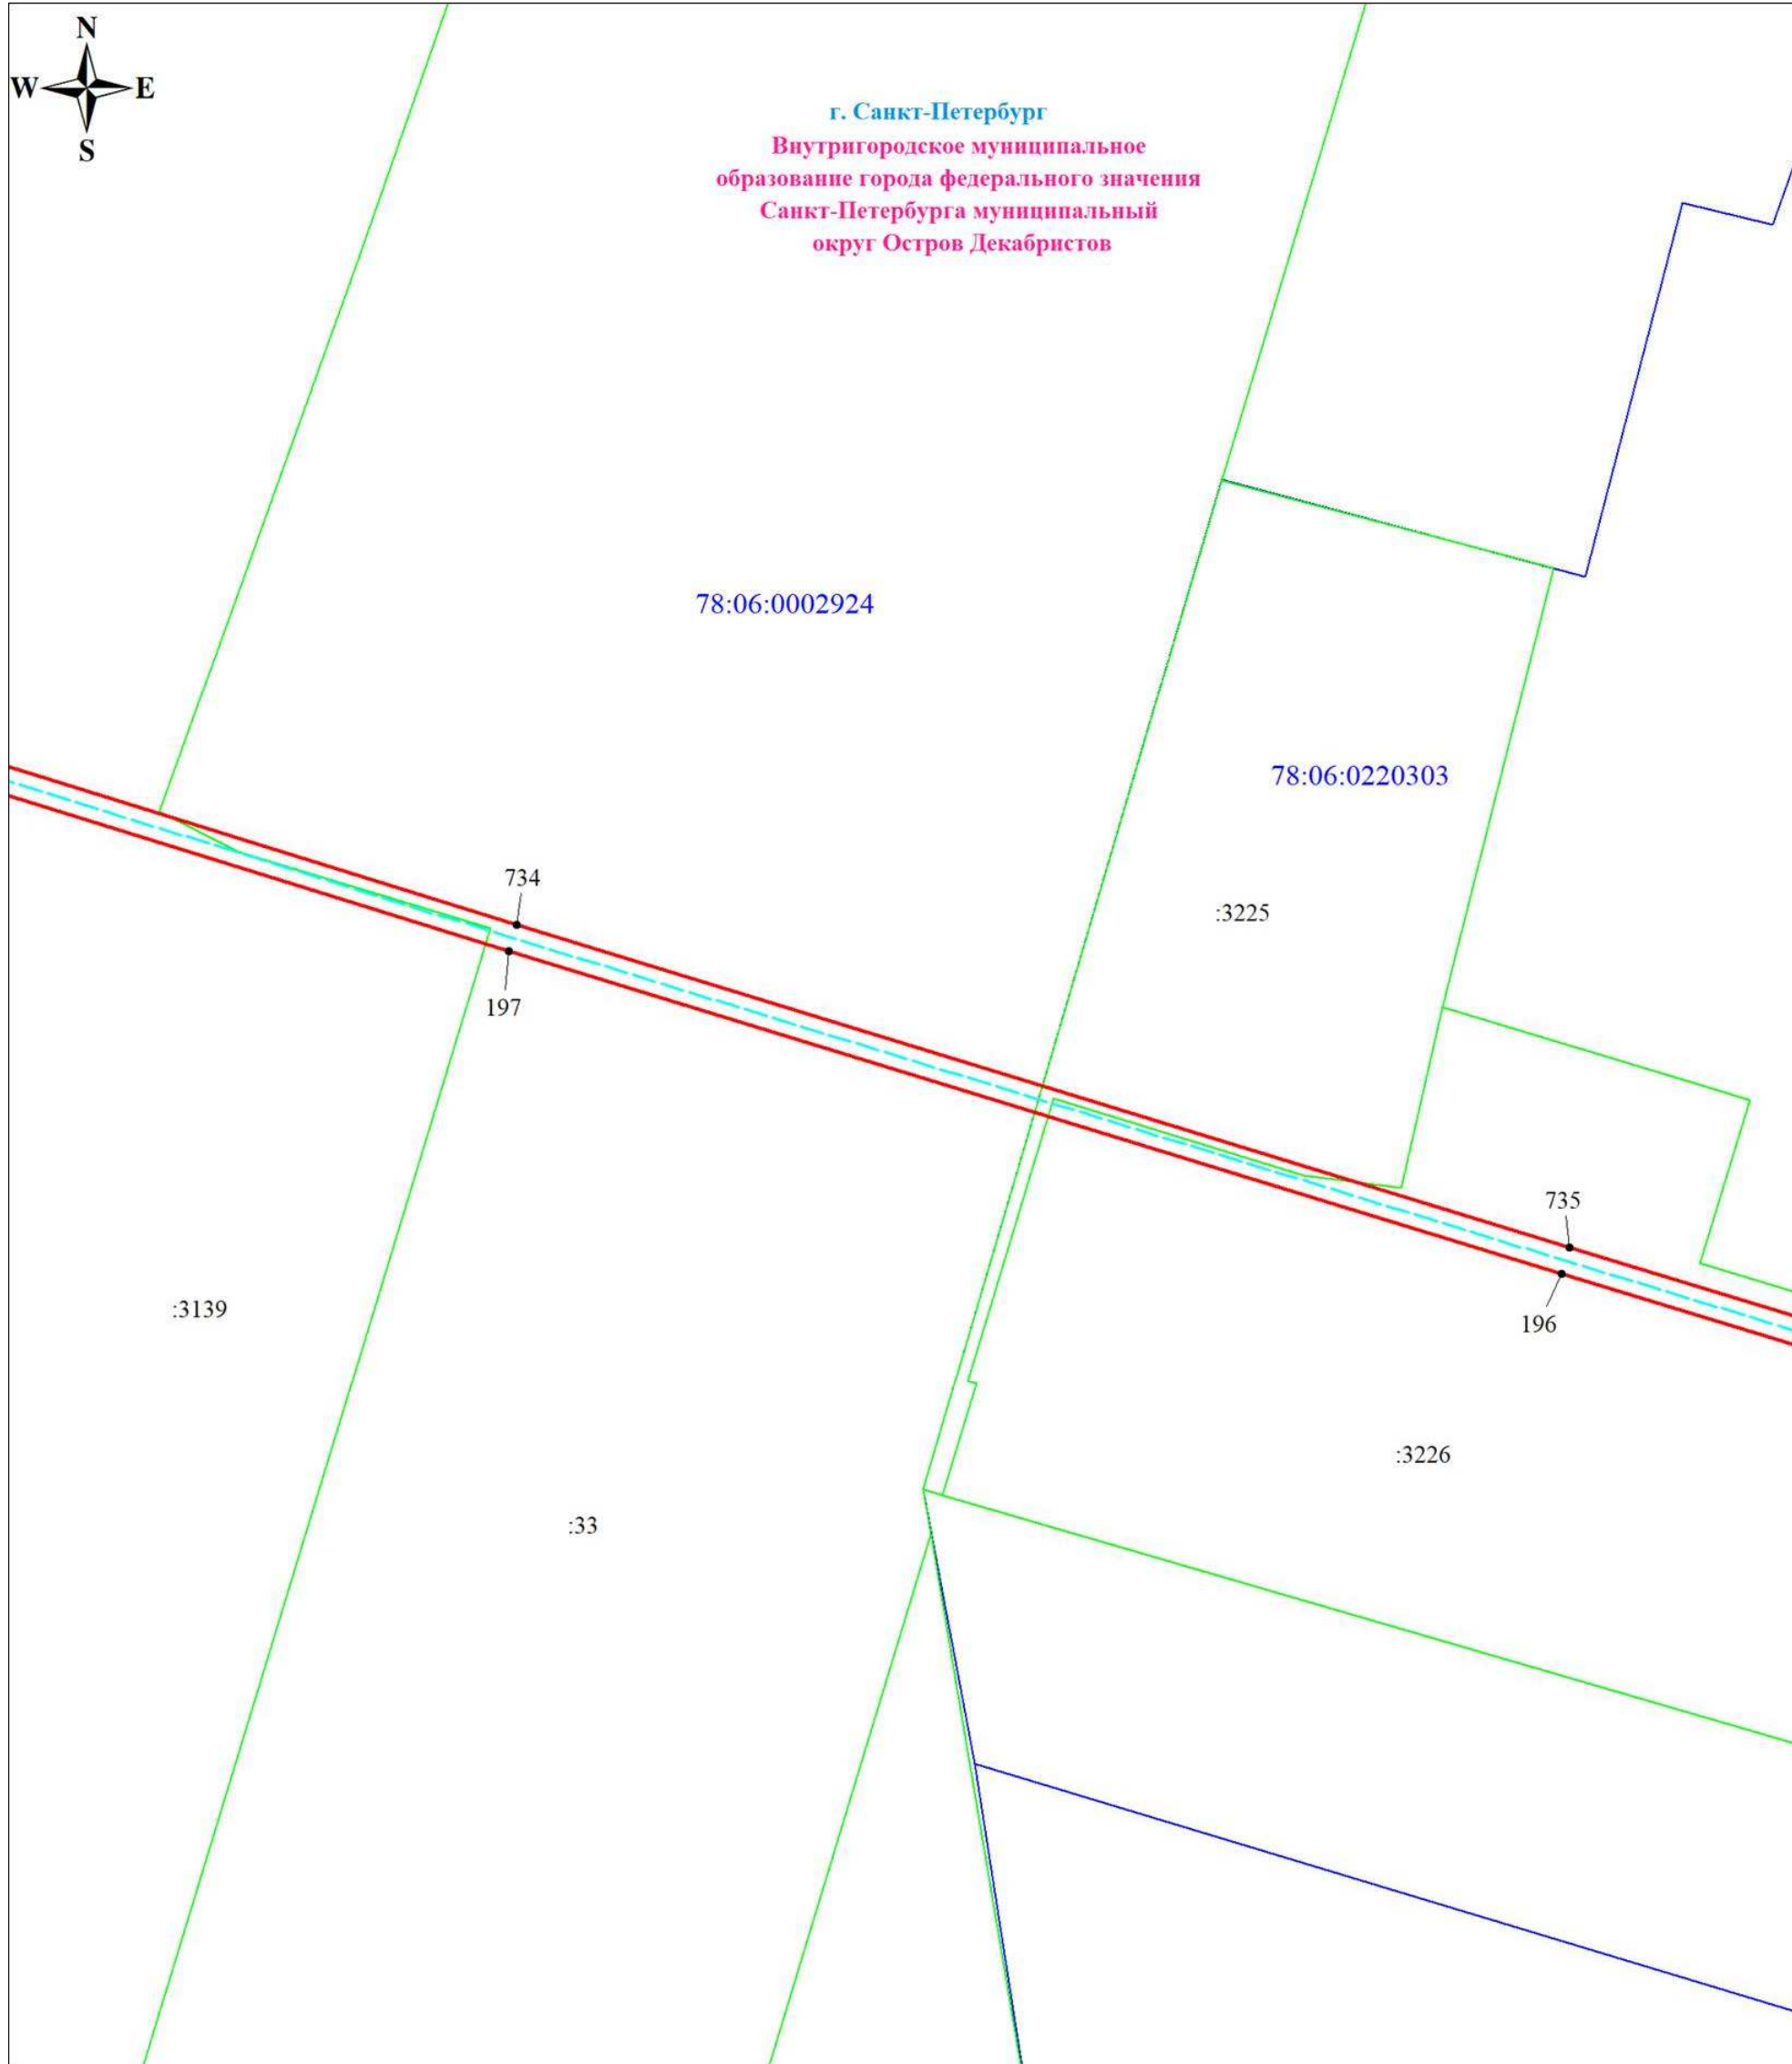 N
W E
S
г. Санкт-Петербург
Внутригородское муниципальное
образование города федерального значения
Санкт-Петербурга муниципальный
округ Остров Декабристов
78:06:0002924
78:06:0220303
734
:3225
197
735
:3139
196
:3226
:33